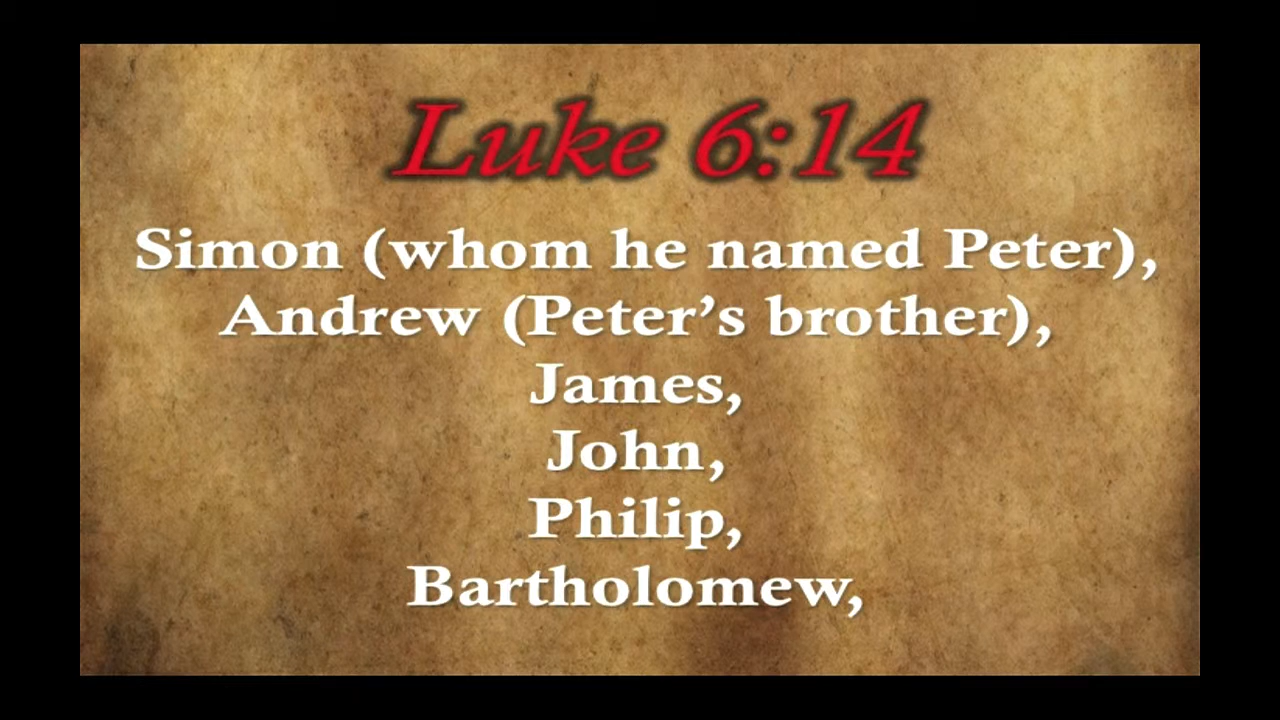 Luke 6:14
Simon (whom he named Peter),
Andrew (Peter’s brother),
James,
John,
Philip,
Bartholomew,